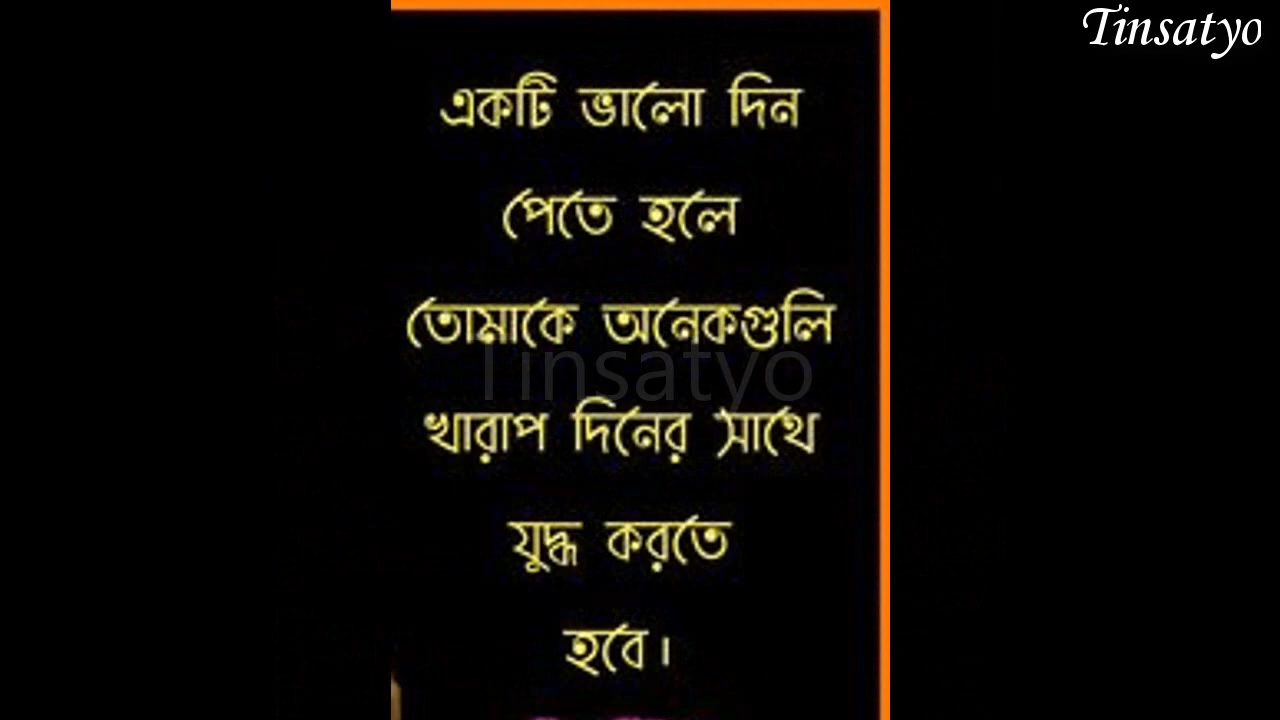 Tinsatyo
একটি ভালো দিন
পেতে হলে
তোমাকে অনেকগুলি
Tinsatyo
খারাপ দিনের সাথে
যুদ্ধ করতে
হবে।